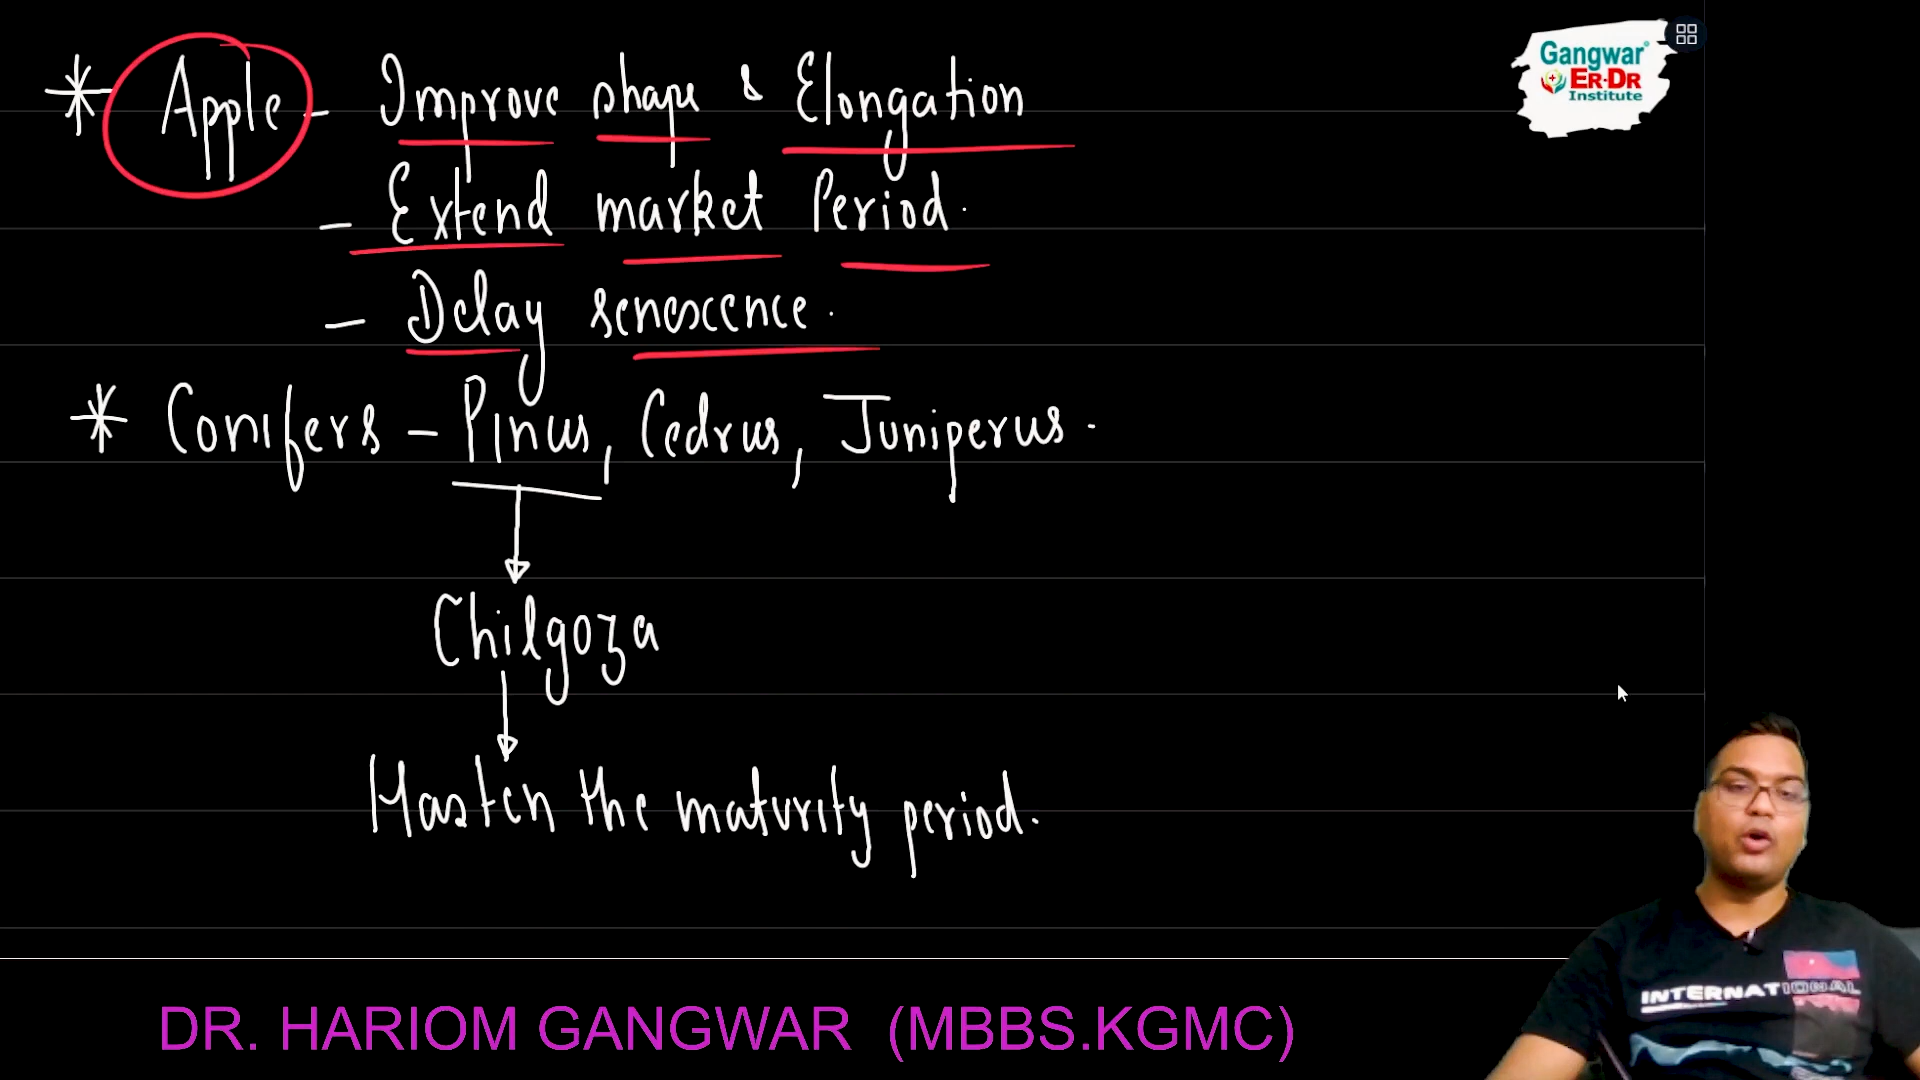 * Apple - Improve shape & Elongation
- Extend market Period.
- Delay senescence.
* Conifers - Pinus, Cedrus, Juniperus.
Chilgoza
Hasten the maturity period.
Gangwar
ER-DR
Institute
INTERNATIONAL
DR. HARIOM GANGWAR (MBBS.KGMC)